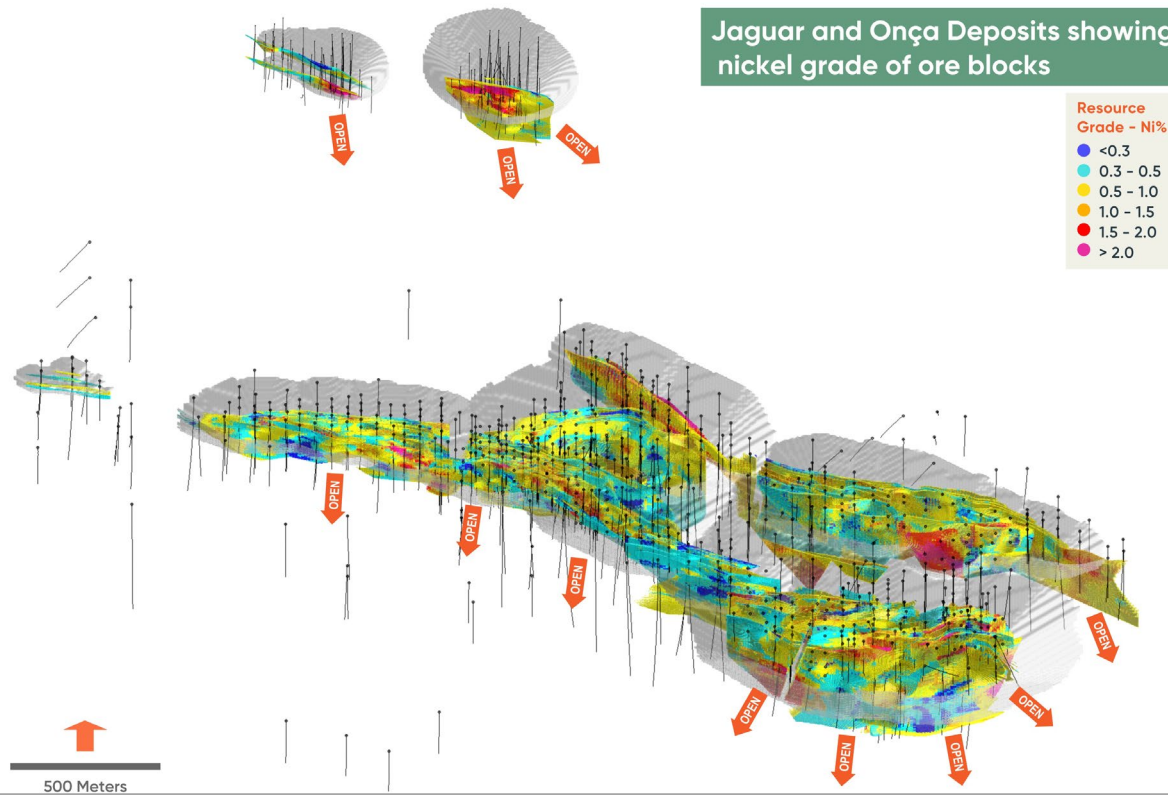 Jaguar and Onça Deposits showing
nickel grade of ore blocks
Resource
Grade - Ni%
<0.3
0.3 - 0.5
0.5 - 1.0
1.0 - 1.5
1.5 - 2.0
> 2.0
OPEN
OPEN
OPEN
OPEN
OPEN
OPEN
OPEN
OPEN
OPEN
OPEN
OPEN
500 Meters